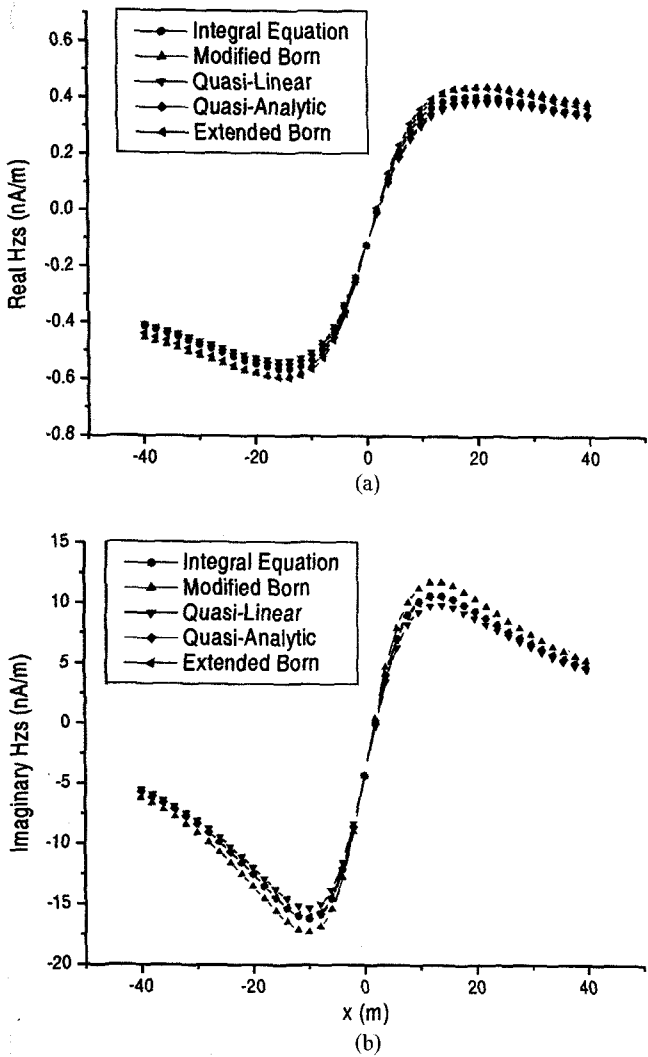 0.6
0.4
0.2
0.0
-0.2
-0.4
-0.6
-0.8
Real Hzs (nA/m)
Integral Equation
Modified Born
Quasi-Linear
Quasi-Analytic
Extended Born
-40
-20
0
20
40
(a)
15
10
5
0
-5
-10
-15
-20
Imaginary Hzs (nA/m)
Integral Equation
Modified Born
Quasi-Linear
Quasi-Analytic
Extended Born
-40
-20
0
20
40
x (m)
(b)